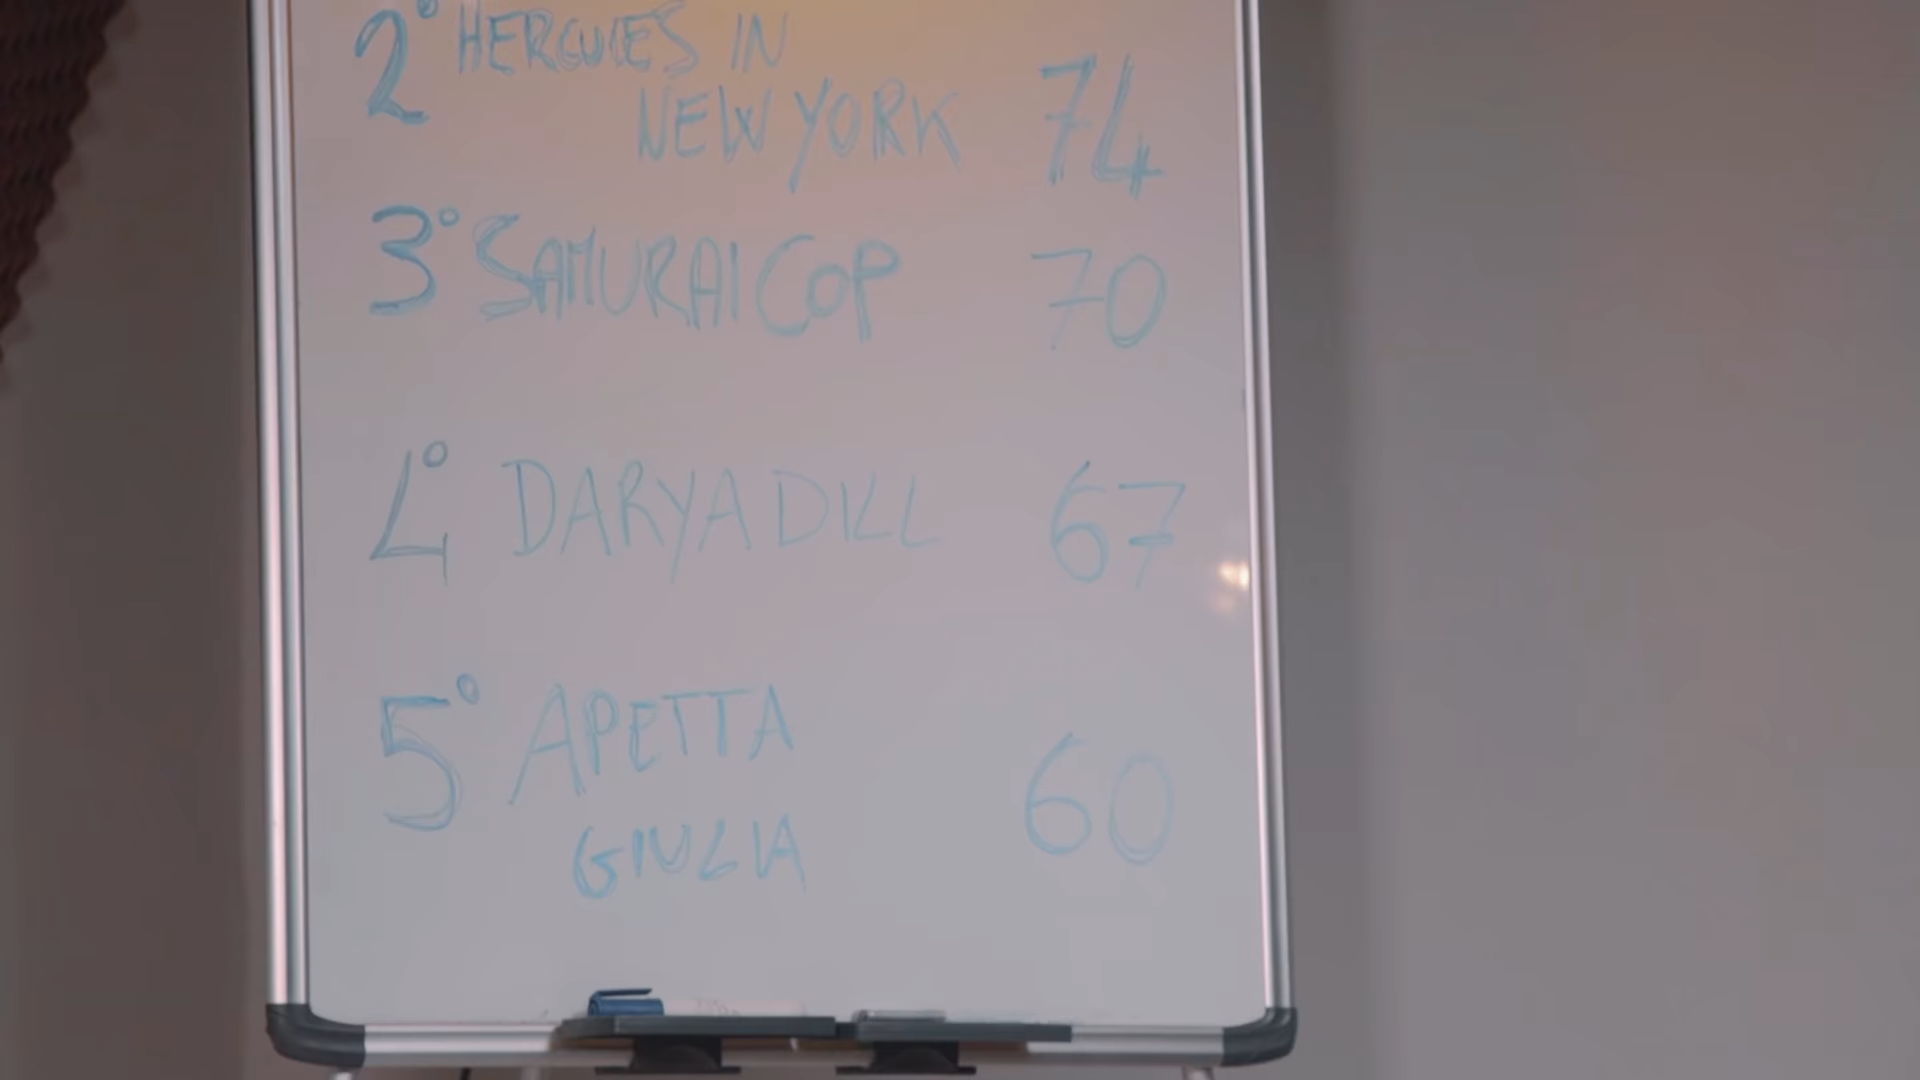 2° HERCULES IN
NEW YORK 74
3° SAMURAI COP 70
4° DARYA DILL 67
5° APETTA
GIULIA 60